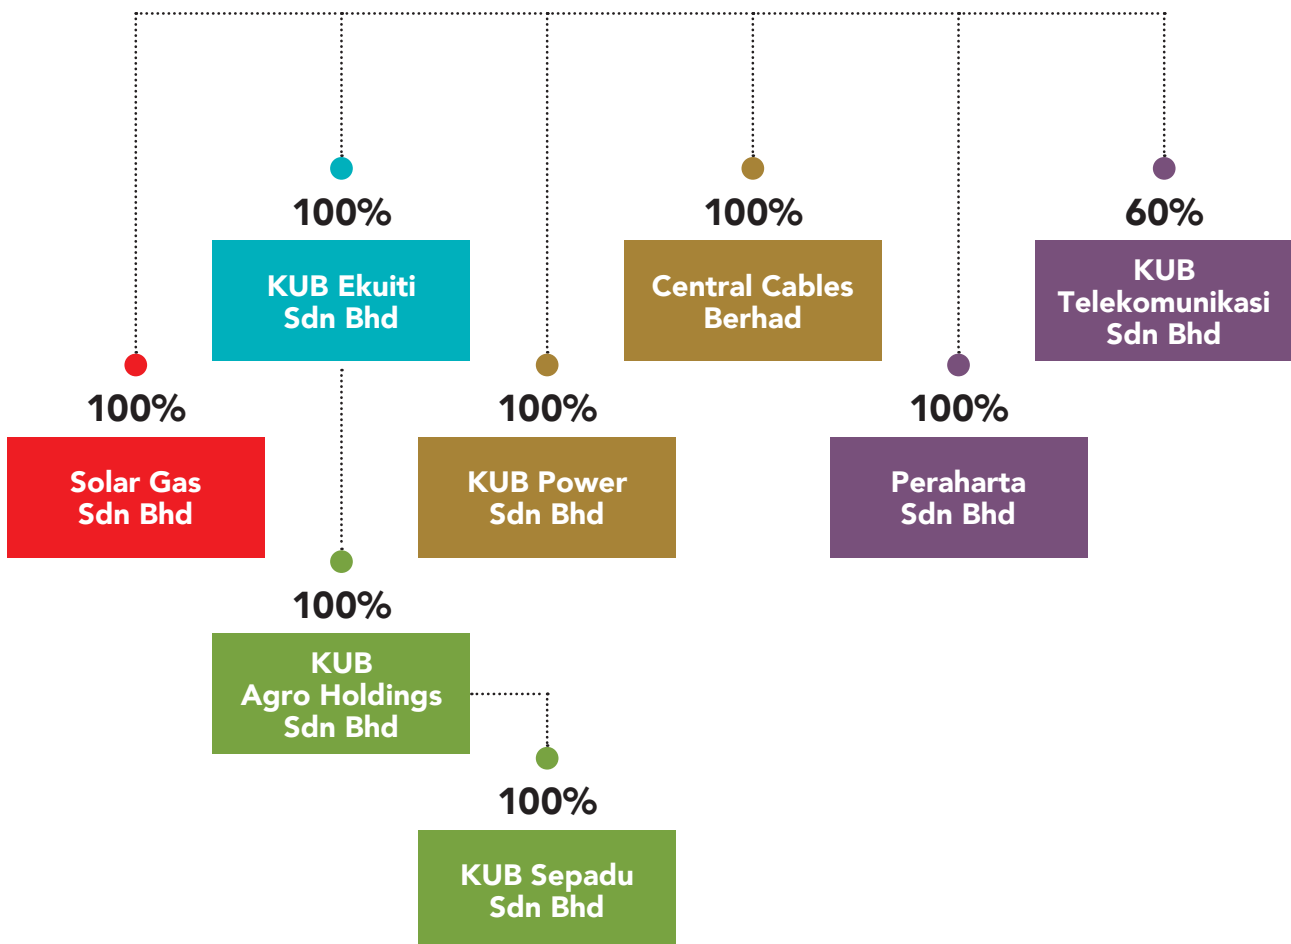 100%
KUB Ekuiti
Sdn Bhd
100%
Central Cables
Berhad
60%
KUB
Telekomunikasi
Sdn Bhd
100%
Solar Gas
Sdn Bhd
100%
KUB Power
Sdn Bhd
100%
Peraharta
Sdn Bhd
100%
KUB
Agro Holdings
Sdn Bhd
100%
KUB Sepadu
Sdn Bhd